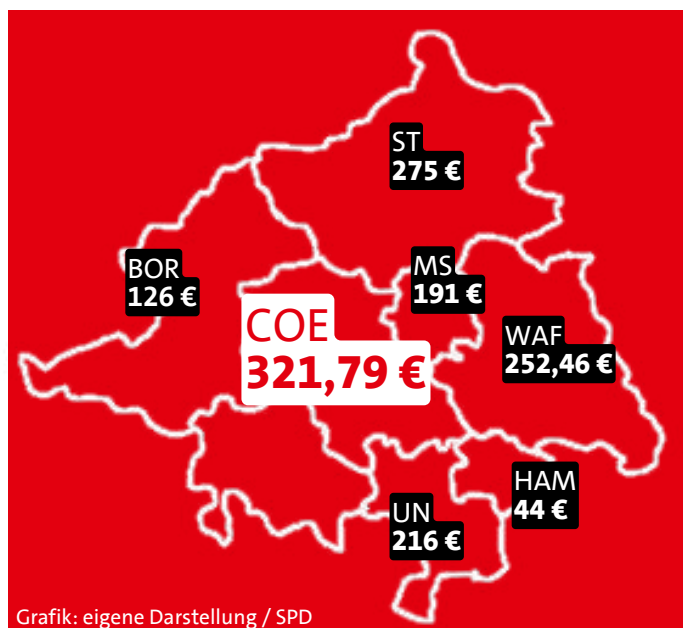 ST
275 €
BOR
126 €
MS
191 €
COE
321,79 €
WAF
252,46 €
HAM
44 €
UN
216 €
Grafik: eigene Darstellung / SPD